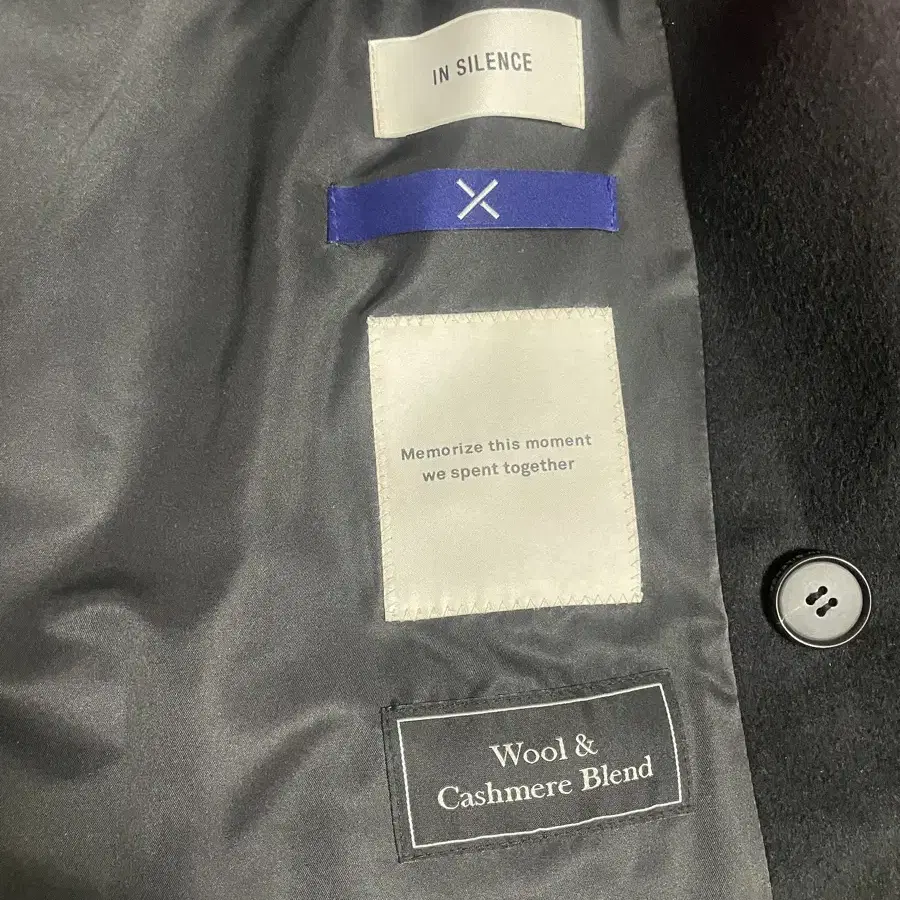 IN SILENCE
X
Memorize this moment
we spent together
Wool &
Cashmere Blend